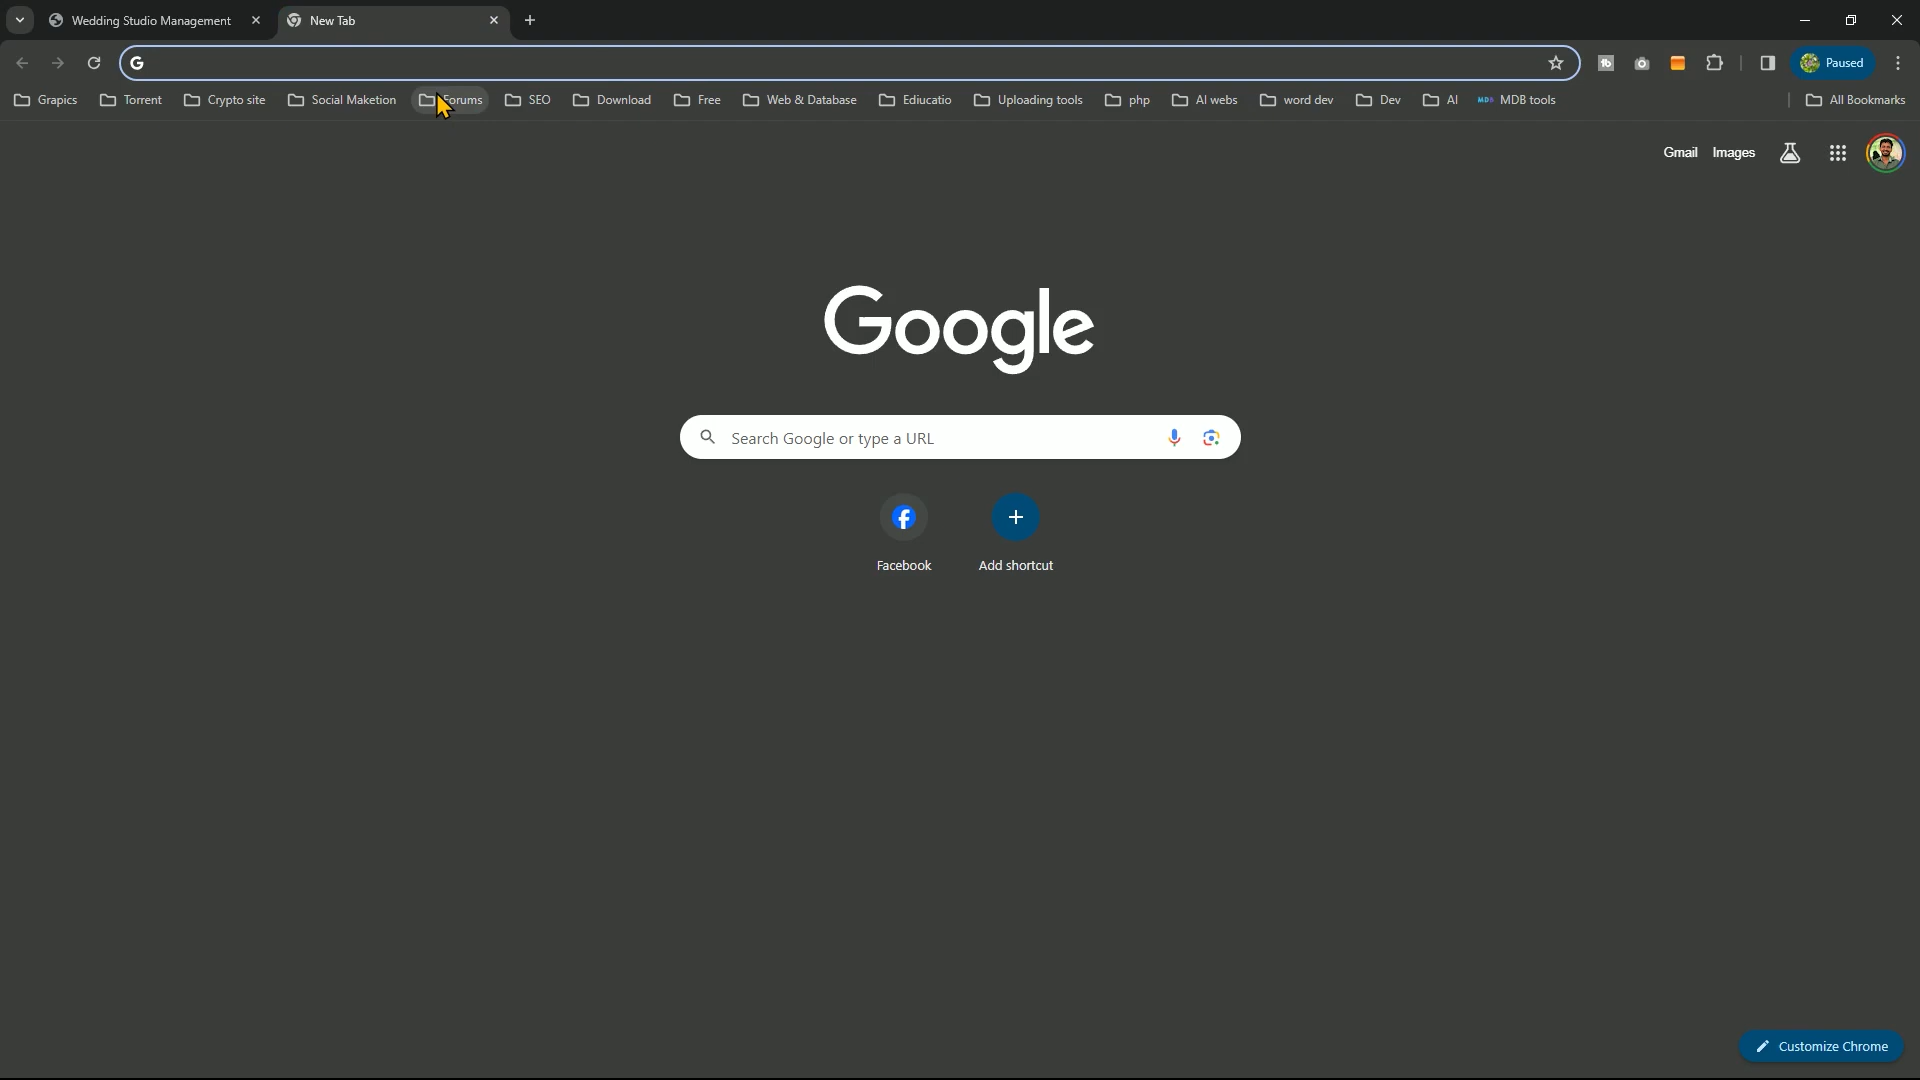 Wedding Studio Management
New Tab
Grapics Torrent Crypto site Social Maketion Forums SEO Download Free Web & Database Educatio Uploading tools php AI webs word dev Dev AI MDB MDB tools All Bookmarks
Paused
Gmail Images
Google
Search Google or type a URL
Facebook Add shortcut
Customize Chrome